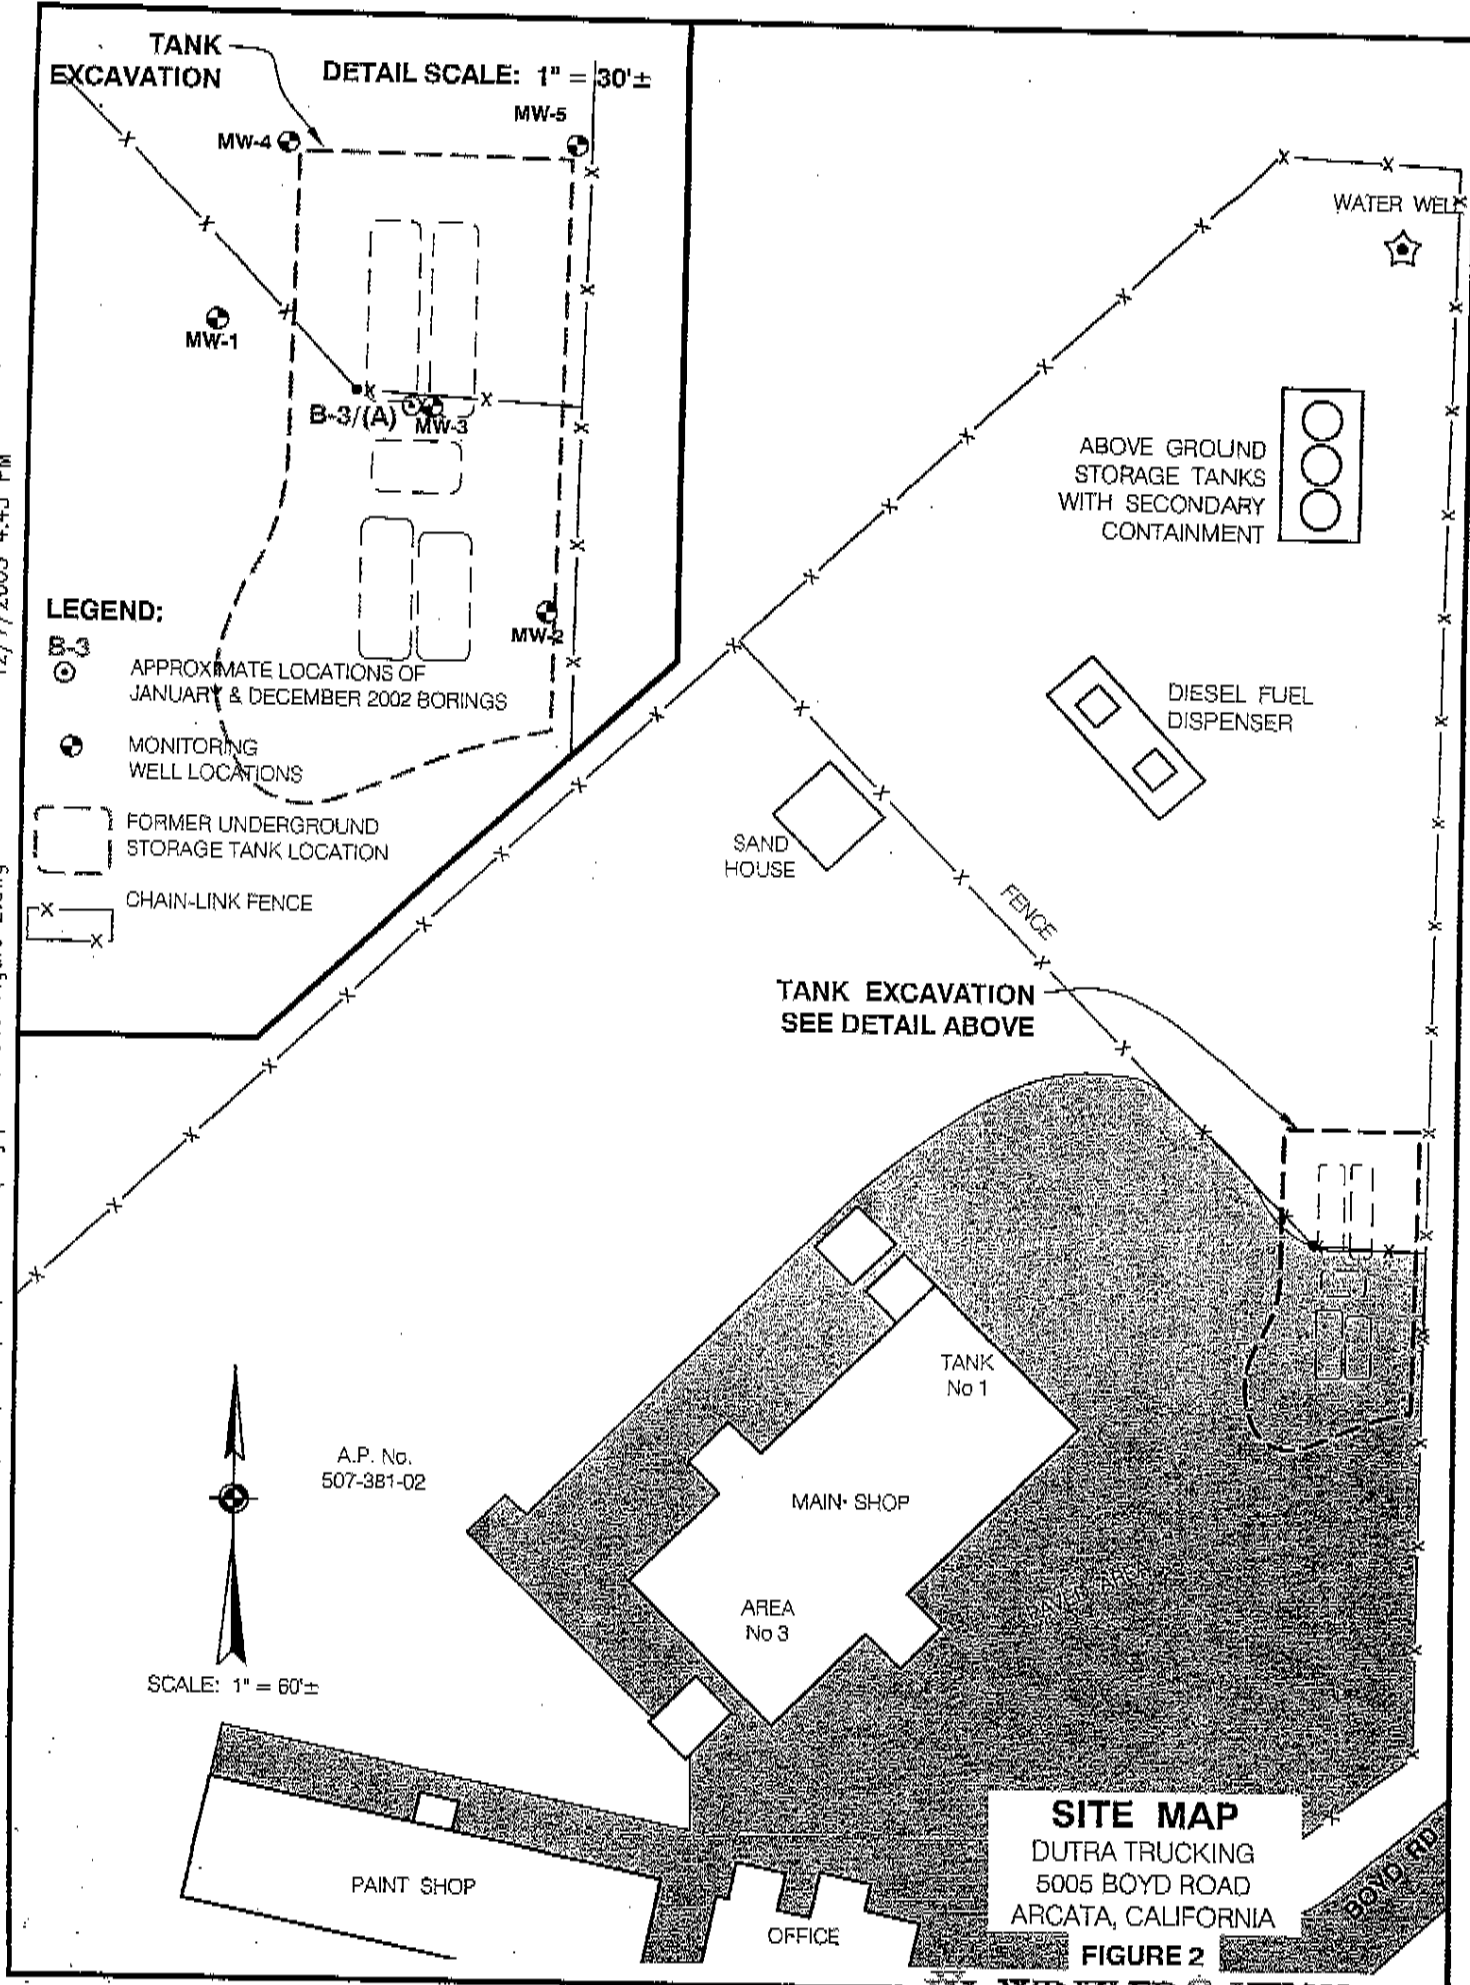 TANK
EXCAVATION
DETAIL SCALE: 1" = 30'±
MW-5
MW-4
MW-1
B-3/(A)
MW-3
MW-2
LEGEND:
B-3
APPROXIMATE LOCATIONS OF
JANUARY & DECEMBER 2002 BORINGS
MONITORING
WELL LOCATIONS
FORMER UNDERGROUND
STORAGE TANK LOCATION
CHAIN-LINK FENCE
WATER WELL
ABOVE GROUND
STORAGE TANKS
WITH SECONDARY
CONTAINMENT
DIESEL FUEL
DISPENSER
SAND
HOUSE
FENCE
TANK EXCAVATION
SEE DETAIL ABOVE
TANK
No 1
MAIN SHOP
AREA
No 3
A.P. No.
507-381-02
SCALE: 1" = 60'±
PAINT SHOP
OFFICE
BOYD RD
SITE MAP
DUTRA TRUCKING
5005 BOYD ROAD
ARCATA, CALIFORNIA
FIGURE 2
4:45 PM